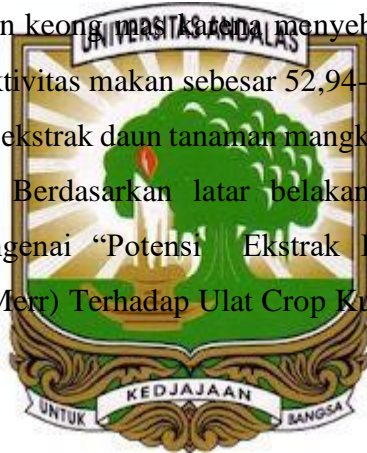 n keong mas karena menyeb
UNIVERSITAS ANDALAS
ktivitas makan sebesar 52,94-
ekstrak daun tanaman mangk
Berdasarkan latar belakan
ngenai “Potensi Ekstrak
Merr) Terhadap Ulat Crop
KEDJAJAAN
UNTUK BANGSA